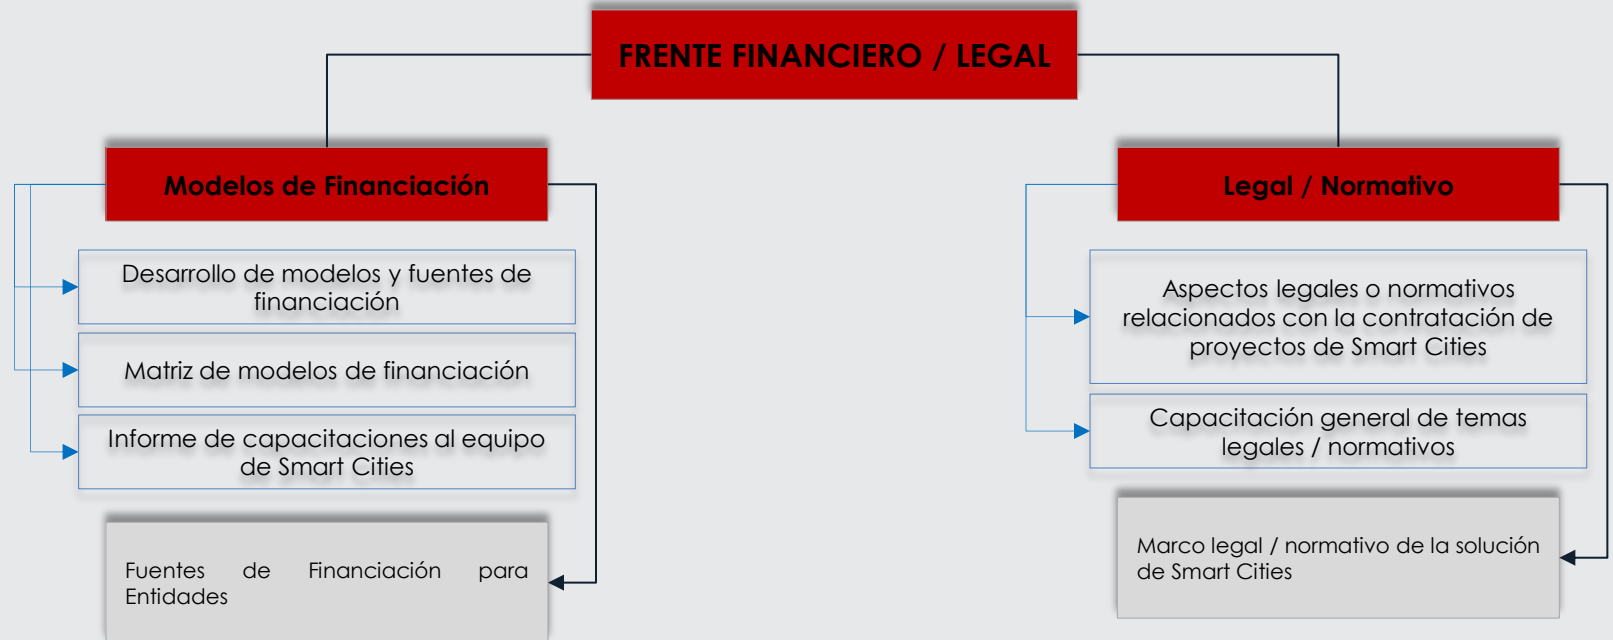 FRENTE FINANCIERO / LEGAL
Modelos de Financiación
Desarrollo de modelos y fuentes de
financiación
Matriz de modelos de financiación
Informe de capacitaciones al equipo
de Smart Cities
Fuentes de Financiación para
Entidades
Legal / Normativo
Aspectos legales o normativos
relacionados con la contratación de
proyectos de Smart Cities
Capacitación general de temas
legales / normativos
Marco legal / normativo de la solución
de Smart Cities